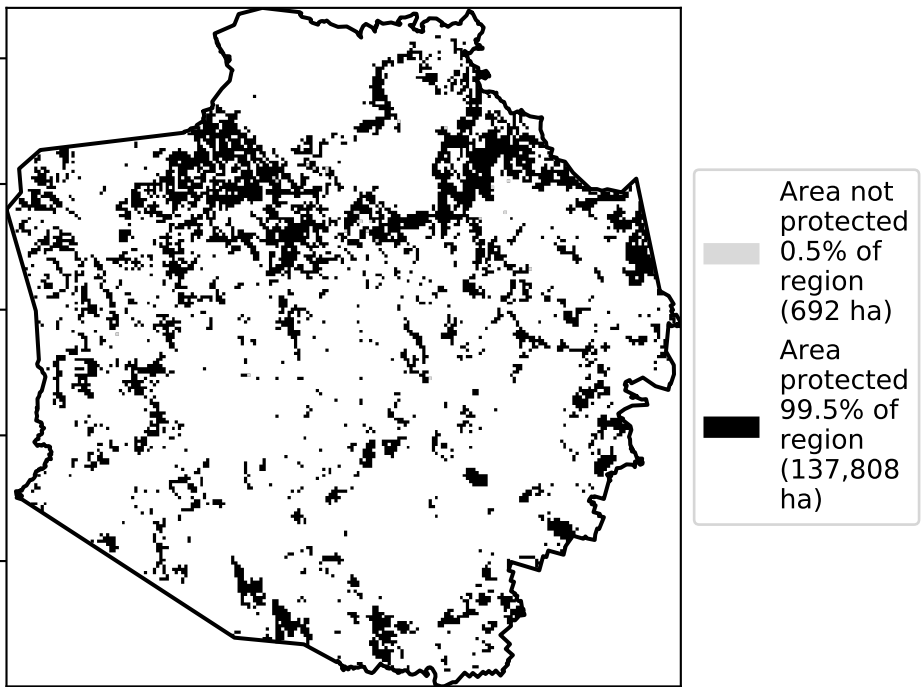 Area not
protected
0.5% of
region
(692 ha)
Area
protected
99.5% of
region
(137,808
ha)